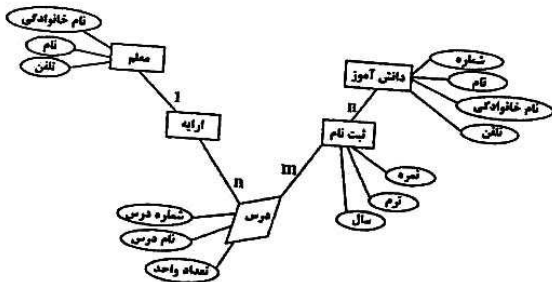 نام خانوادگی
نام
تلفن
معلم
1
ارایه
n
شماره
نام
نام خانوادگی
تلفن
دانش آموز
n
ثبت نام
m
نمره
ترم
سال
درس
شماره درس
نام درس
تعداد واحد